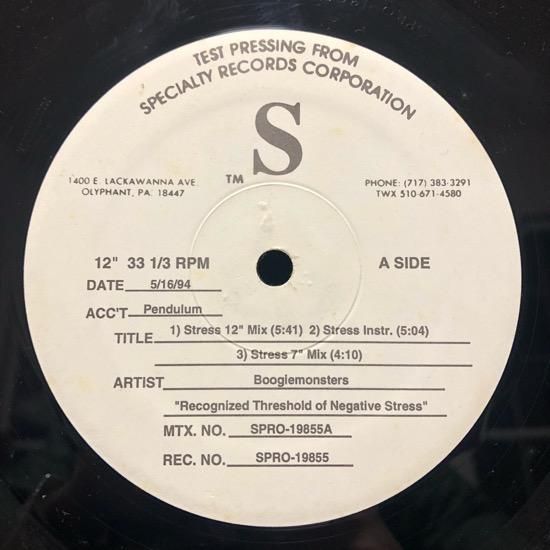 TEST PRESSING FROM
SPECIALTY RECORDS CORPORATION
S
TM
1400 E. LACKAWANNA AVE.
OLYPHANT, PA. 18447
PHONE: (717) 383-3291
TWX 510-671-4580
12" 33 1/3 RPM
A SIDE
DATE 5/16/94
ACC'T Pendulum
TITLE 1) Stress 12" Mix (5:41) 2) Stress Instr. (5:04)
3) Stress 7" Mix (4:10)
ARTIST Boogiemonsters
"Recognized Threshold of Negative Stress"
MTX. NO. SPRO-19855A
REC. NO. SPRO-19855